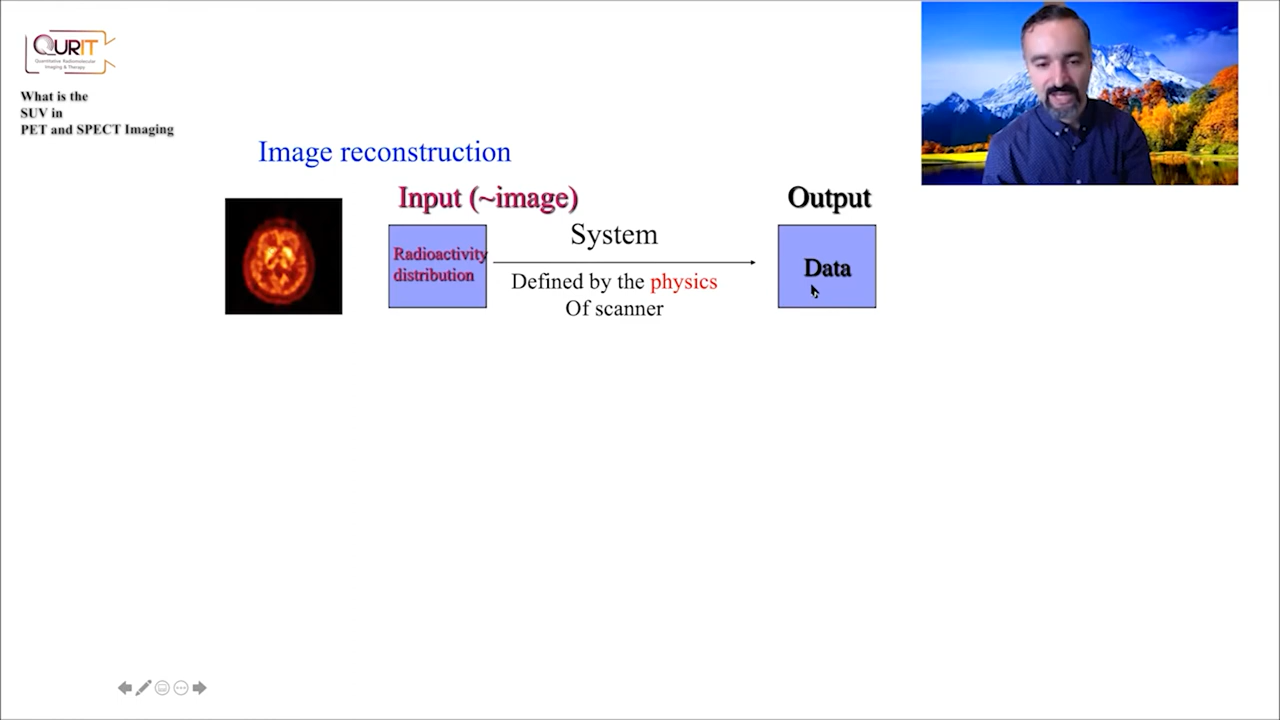 QURIT
Quantitative Radiomolecular
Imaging & Therapy
What is the
SUV in
PET and SPECT Imaging
Image reconstruction
Input (~image)
Output
System
Radioactivity
distribution
Defined by the physics
Of scanner
Data